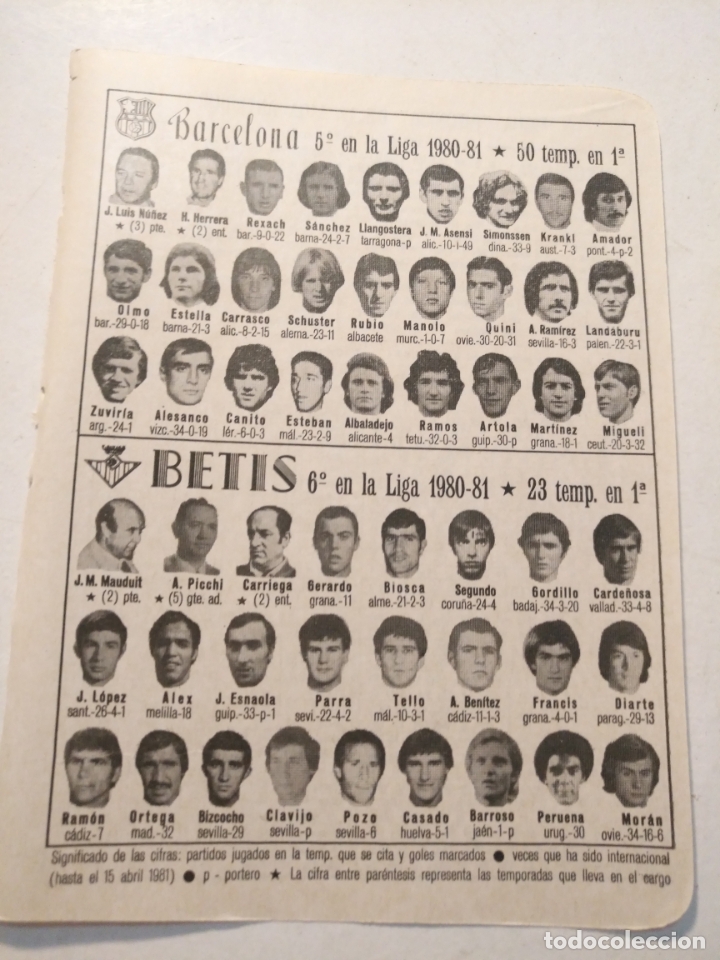 Barcelona 5º en la Liga 1980-81 ★ 50 temp. en 1ª
J. Luis Núñez H. Herrera Rexach Sánchez Llangostera J. M. Asensi Simonssen Krankl Amador
★ (3) pte. ★ (2) ent. bar.-9-0-22 barna-24-2-7 tarragona-p alic.-10-i-49 dina.-33-9 aust.-7-3 pont.-4-p-2
Olmo Estella Carrasco Schuster Rubio Manolo Quini A. Ramírez Landaburu
bar.-29-0-18 barna-21-3 alic.-8-2-15 alema.-23-11 albacete murc.-1-0-7 ovie.-30-20-31 sevilla-16-3 palen.-22-3-1
Zuviría Alesanco Canito Esteban Albaladejo Ramos Artola Martínez Migueli
arg.-24-1 vizc.-34-0-19 lér.-6-0-3 mál.-23-2-9 alicante-4 tetu.-32-0-3 guip.-30-p grana.-18-1 ceut.-20-3-32
BETIS 6º en la Liga 1980-81 ★ 23 temp. en 1ª
J. M. Mauduit A. Picchi Carriega Gerardo Biosca Segundo Gordillo Cardeñosa
★ (2) pte. ★ (5) gte. ad. ★ (2) ent. grana.-11 alme.-21-2-3 coruña-24-4 badaj.-34-3-20 vallad.-33-4-8
J. López Alex J. Esnaola Parra Tello A. Benítez Francis Diarte
sant.-26-4-1 melilla-18 guip.-33-p-1 sevi.-22-4-2 mál.-10-3-1 cádiz-11-1-3 grana.-4-0-1 parag.-29-13
Ramón Ortega Bizcocho Clavijo Pozo Casado Barroso Peruena Morán
cádiz-7 mad.-32 sevilla-29 sevilla-p sevilla-6 huelva-5-1 jaén-1-p urug.-30 ovie.-34-16-6
Significado de las cifras: partidos jugados en la temp. que se cita y goles marcados ● veces que ha sido internacional
(hasta el 15 abril 1981) ● p - portero ★ La cifra entre paréntesis representa las temporadas que lleva en el cargo
todocoleccion
todocoleccion.net